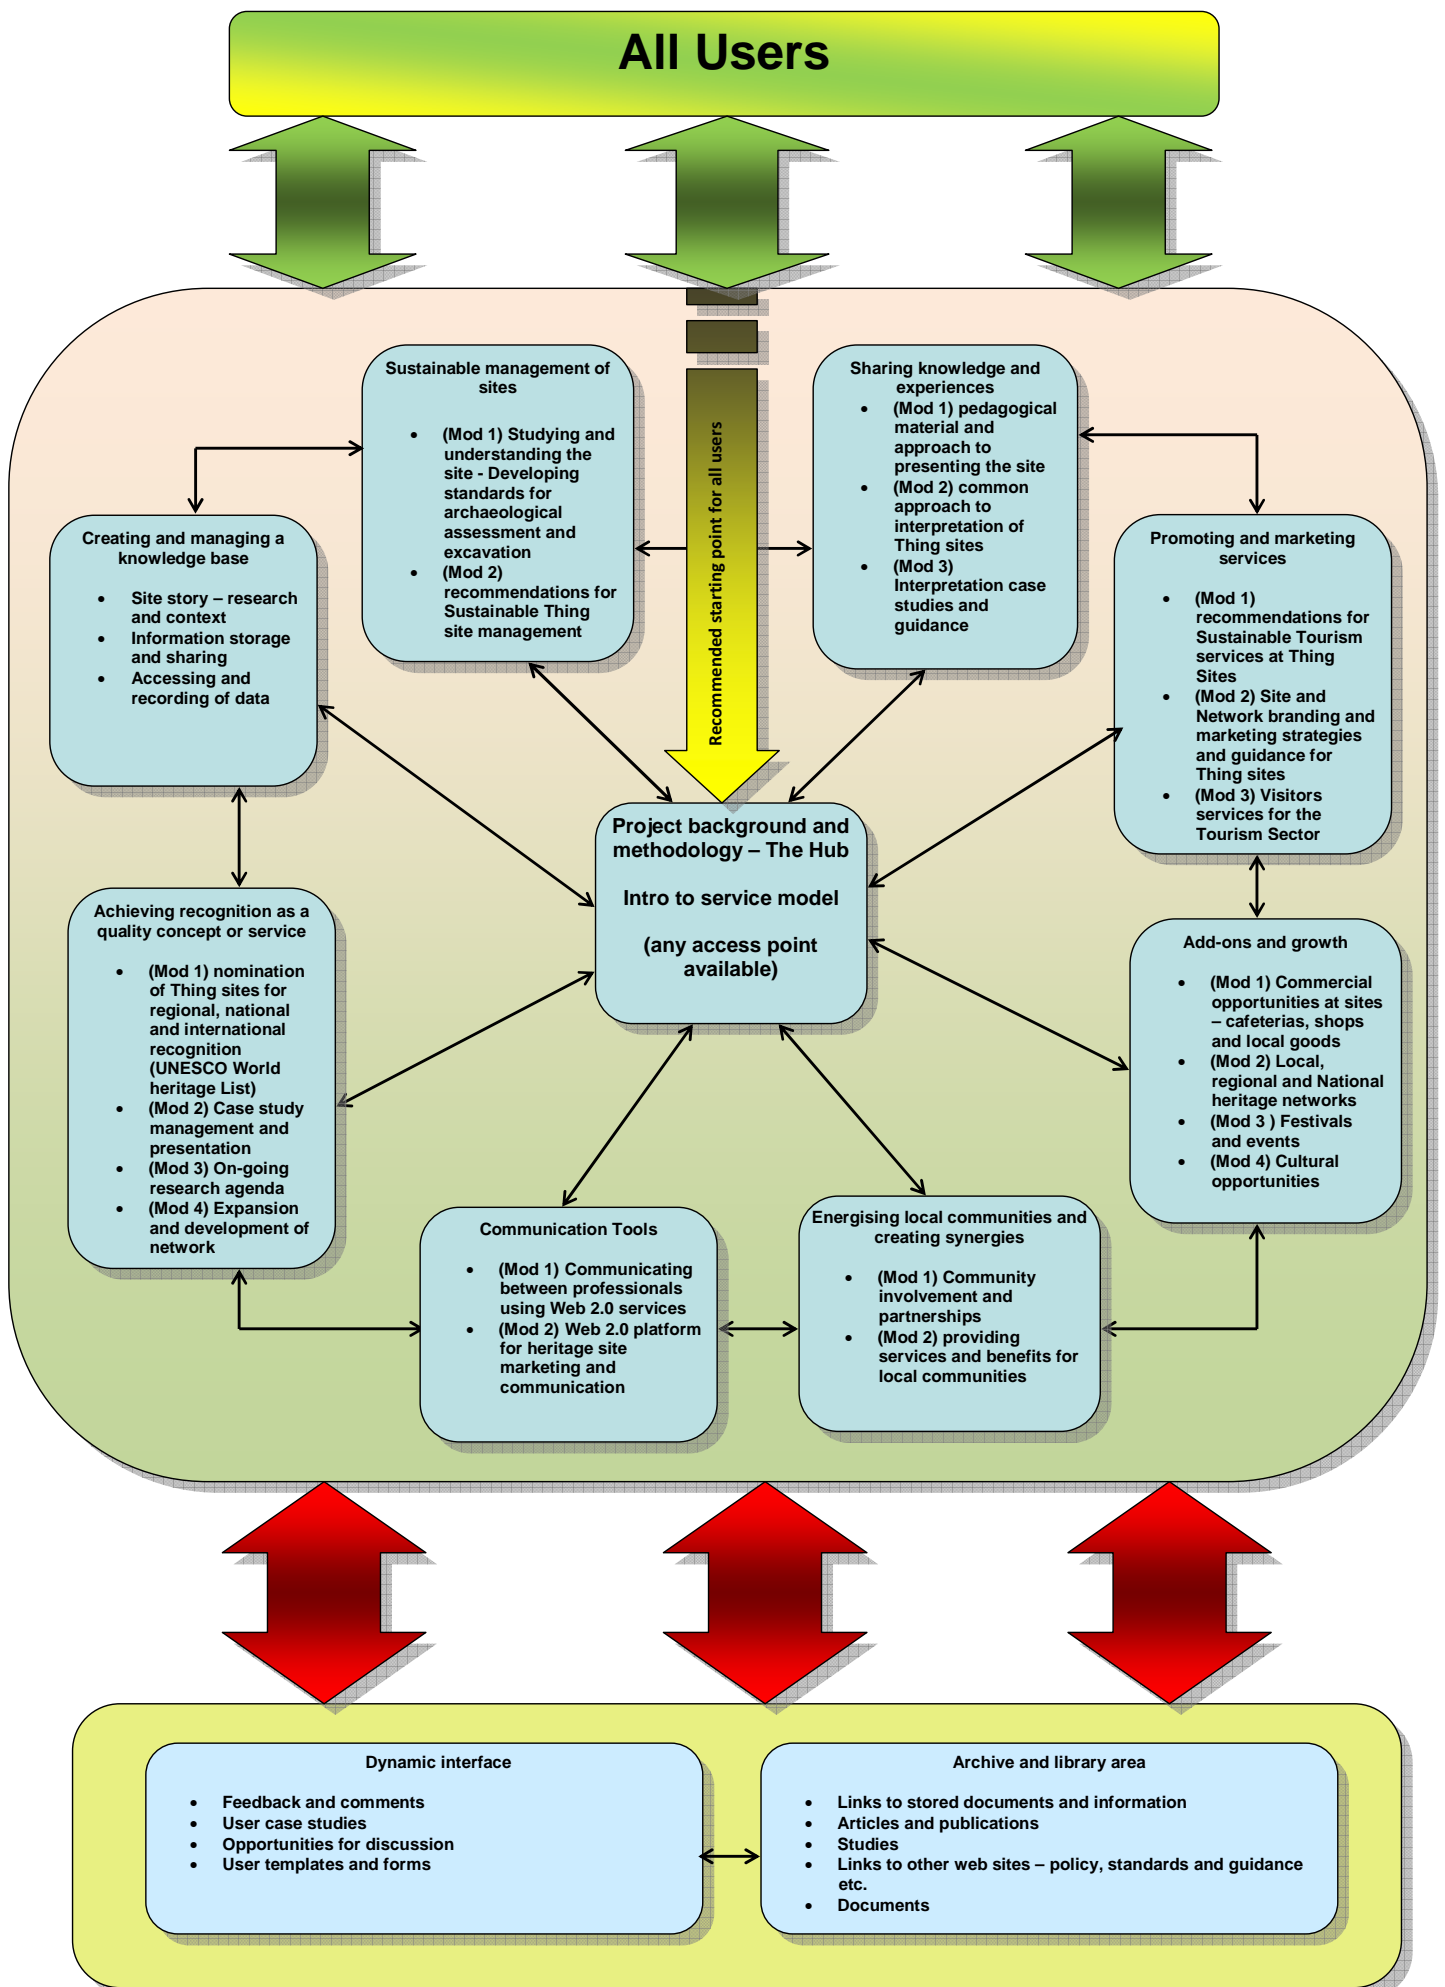 All Users
Recommended starting point for all users
Sustainable management of
sites
• (Mod 1) Studying and
understanding the
site - Developing
standards for
archaeological
assessment and
excavation
• (Mod 2)
recommendations for
Sustainable Thing
site management
Sharing knowledge and
experiences
• (Mod 1) pedagogical
material and
approach to
presenting the site
• (Mod 2) common
approach to
interpretation of
Thing sites
• (Mod 3)
Interpretation case
studies and
guidance
Creating and managing a
knowledge base
• Site story – research
and context
• Information storage
and sharing
• Accessing and
recording of data
Promoting and marketing
services
• (Mod 1)
recommendations for
Sustainable Tourism
services at Thing
Sites
• (Mod 2) Site and
Network branding and
marketing strategies
and guidance for
Thing sites
• (Mod 3) Visitors
services for the
Tourism Sector
Project background and
methodology – The Hub
Intro to service model
(any access point
available)
Achieving recognition as a
quality concept or service
• (Mod 1) nomination
of Thing sites for
regional, national
and international
recognition
(UNESCO World
heritage List)
• (Mod 2) Case study
management and
presentation
• (Mod 3) On-going
research agenda
• (Mod 4) Expansion
and development of
network
Add-ons and growth
• (Mod 1) Commercial
opportunities at sites
– cafeterias, shops
and local goods
• (Mod 2) Local,
regional and National
heritage networks
• (Mod 3 ) Festivals
and events
• (Mod 4) Cultural
opportunities
Communication Tools
• (Mod 1) Communicating
between professionals
using Web 2.0 services
• (Mod 2) Web 2.0 platform
for heritage site
marketing and
communication
Energising local communities and
creating synergies
• (Mod 1) Community
involvement and
partnerships
• (Mod 2) providing
services and benefits for
local communities
Dynamic interface
• Feedback and comments
• User case studies
• Opportunities for discussion
• User templates and forms
Archive and library area
• Links to stored documents and information
• Articles and publications
• Studies
• Links to other web sites – policy, standards and guidance
etc.
• Documents